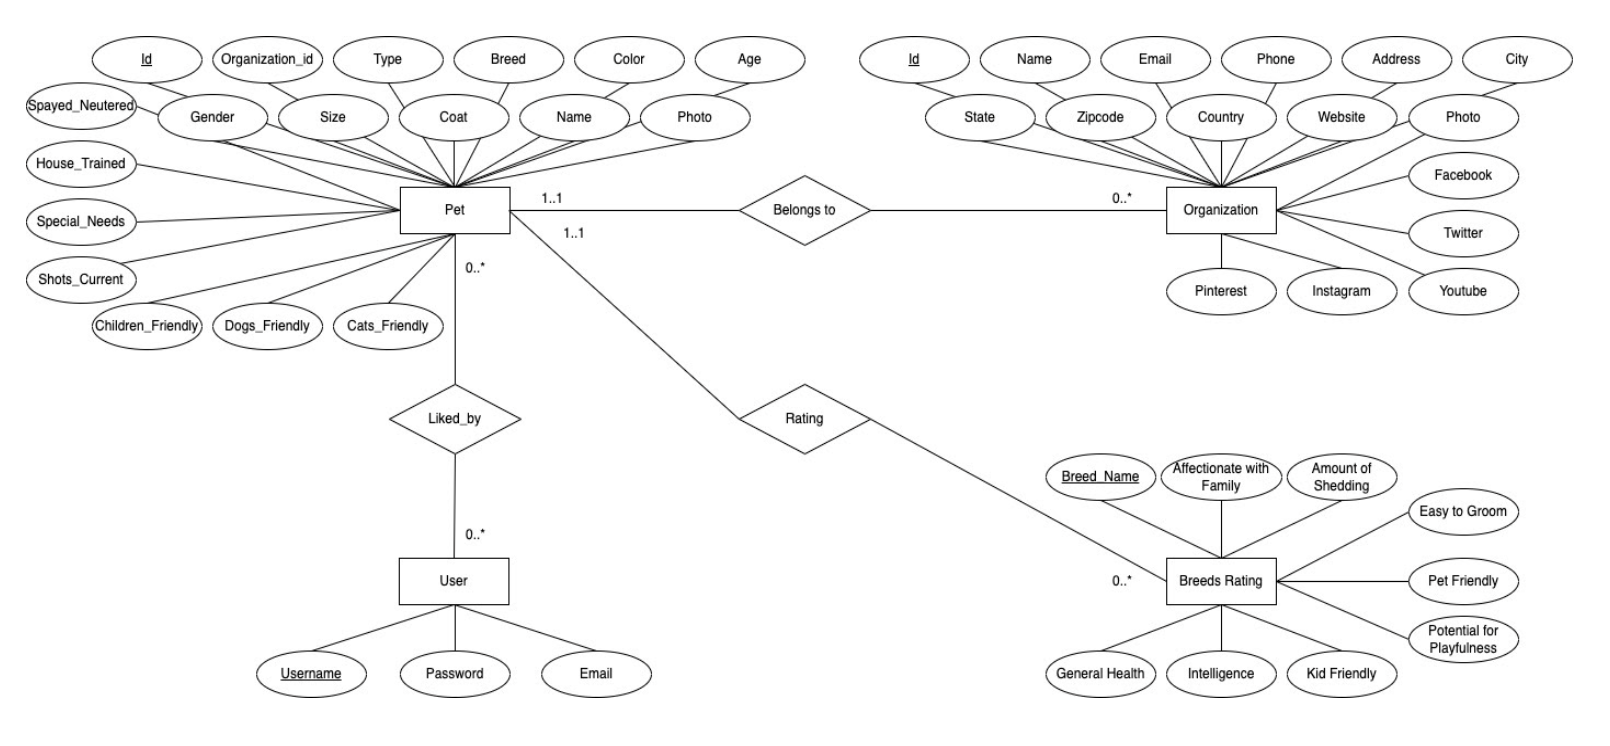 Id
Organization_id
Type
Breed
Color
Age
Id
Name
Email
Phone
Address
City
Spayed_Neutered
Gender
Size
Coat
Name
Photo
State
Zipcode
Country
Website
Photo
House_Trained
Facebook
Special_Needs
Pet
1..1
Belongs to
0..*
Organization
1..1
Twitter
Shots_Current
0..*
Pinterest
Instagram
Youtube
Children_Friendly
Dogs_Friendly
Cats_Friendly
Liked_by
Rating
Breed_Name
Affectionate with
Family
Amount of
Shedding
Easy to Groom
0..*
User
0..*
Breeds Rating
Pet Friendly
Potential for
Playfulness
Username
Password
Email
General Health
Intelligence
Kid Friendly